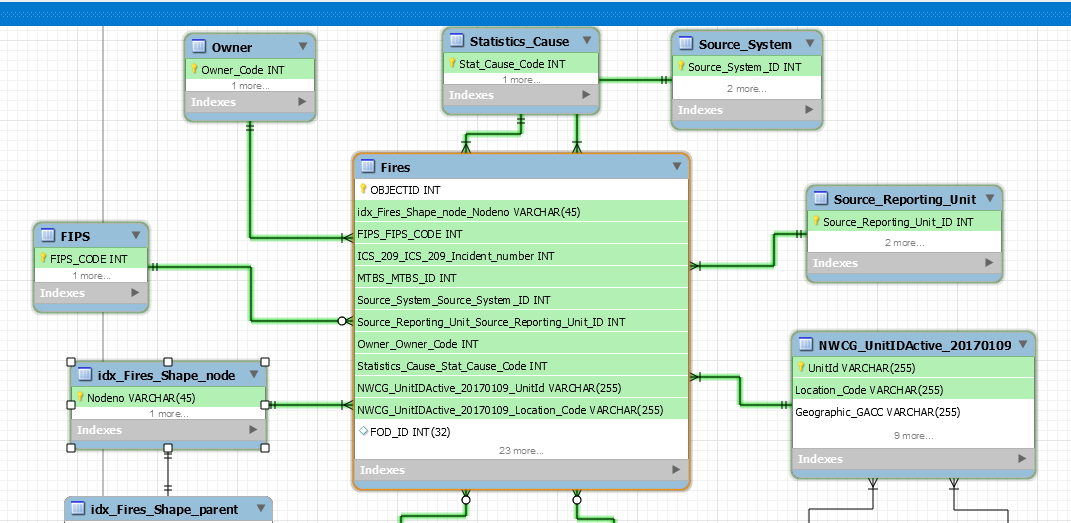 Owner
Owner_Code INT
1 more...
Indexes
Statistics_Cause
Stat_Cause_Code INT
1 more...
Indexes
Source_System
Source_System_ID INT
2 more...
Indexes
Fires
OBJECTID INT
idx_Fires_Shape_node_Nodeno VARCHAR(45)
FIPS_FIPS_CODE INT
ICS_209_ICS_209_Incident_number INT
MTBS_MTBS_ID INT
Source_System_Source_System_ID INT
Source_Reporting_Unit_Source_Reporting_Unit_ID INT
Owner_Owner_Code INT
Statistics_Cause_Stat_Cause_Code INT
NWCG_UnitIDActive_20170109_UnitId VARCHAR(255)
NWCG_UnitIDActive_20170109_Location_Code VARCHAR(255)
FOD_ID INT(32)
23 more...
Indexes
Source_Reporting_Unit
Source_Reporting_Unit_ID INT
2 more...
Indexes
FIPS
FIPS_CODE INT
1 more...
Indexes
NWCG_UnitIDActive_20170109
UnitId VARCHAR(255)
Location_Code VARCHAR(255)
Geographic_GACC VARCHAR(255)
9 more...
Indexes
idx_Fires_Shape_node
Nodeno VARCHAR(45)
1 more...
Indexes
idx_Fires_Shape_parent